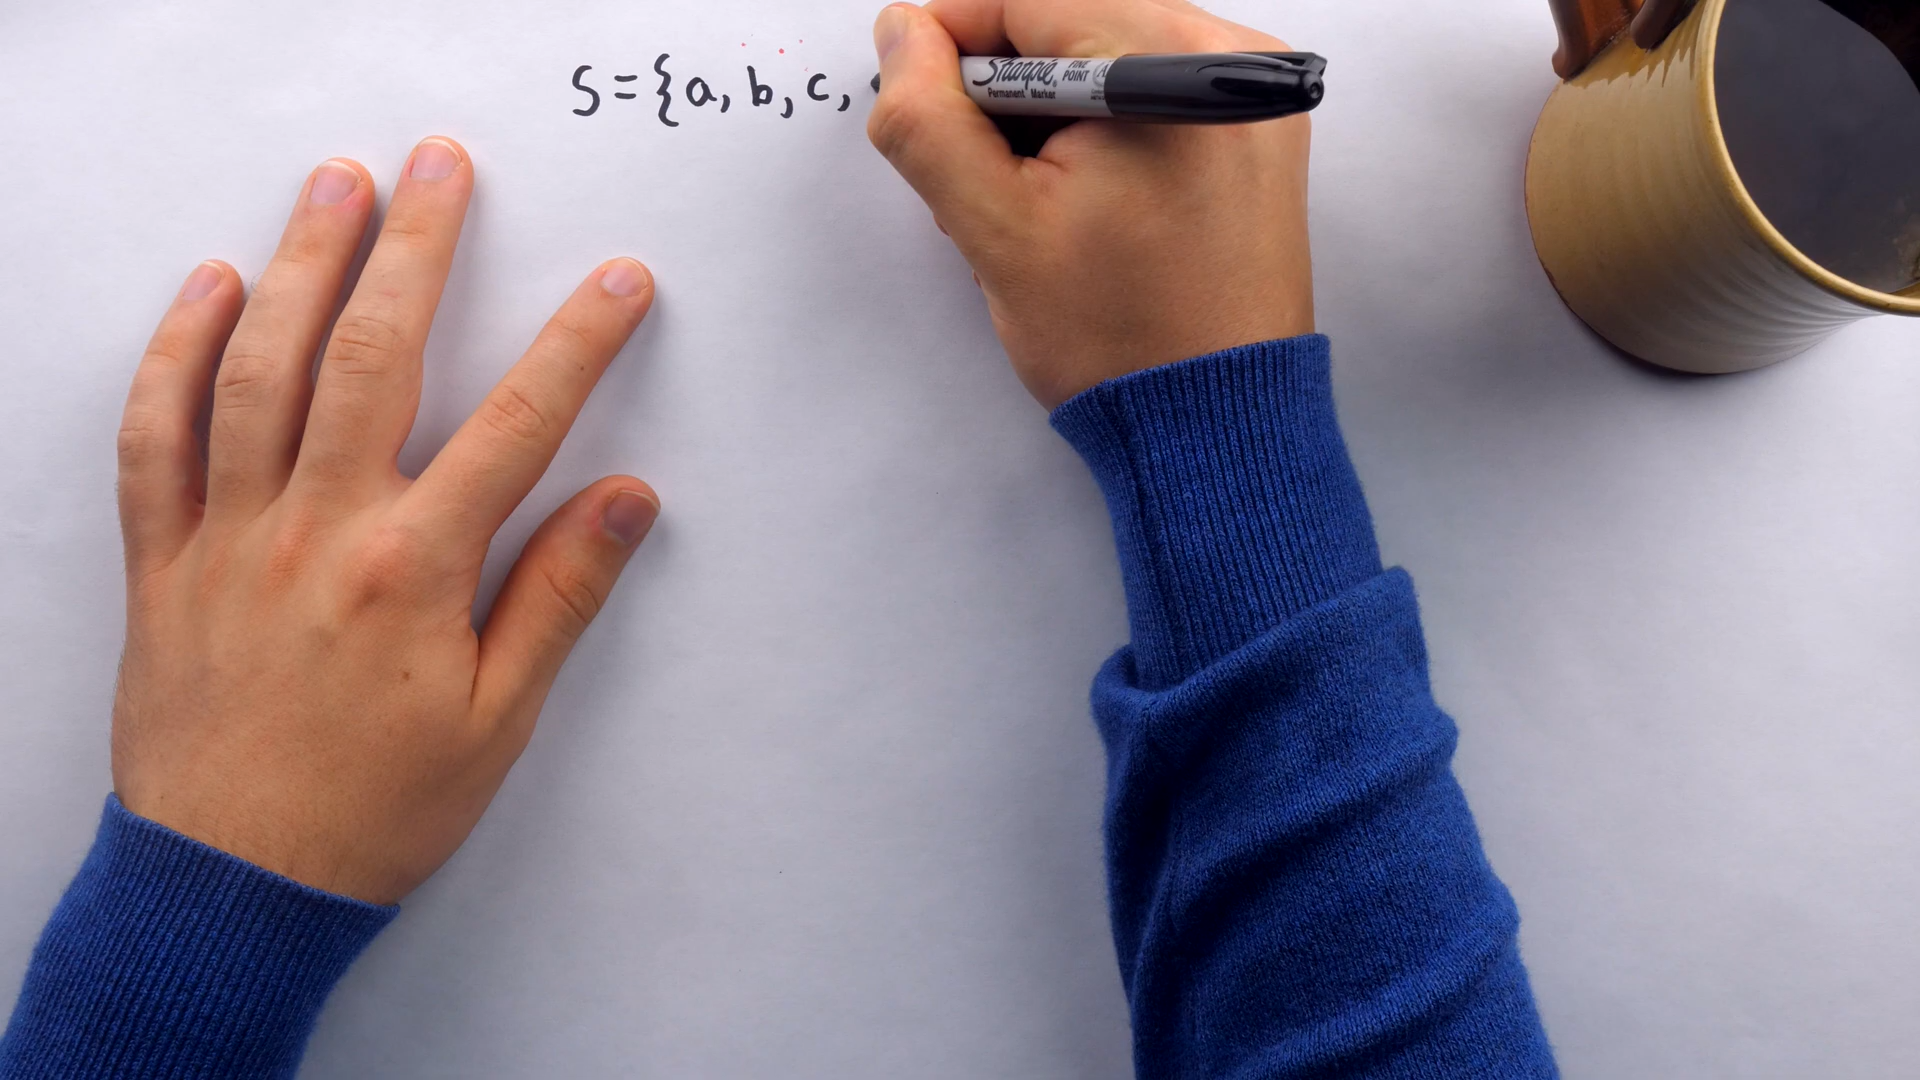 S={a, b, c,
Sharpie FINE
Permanent Marker POINT